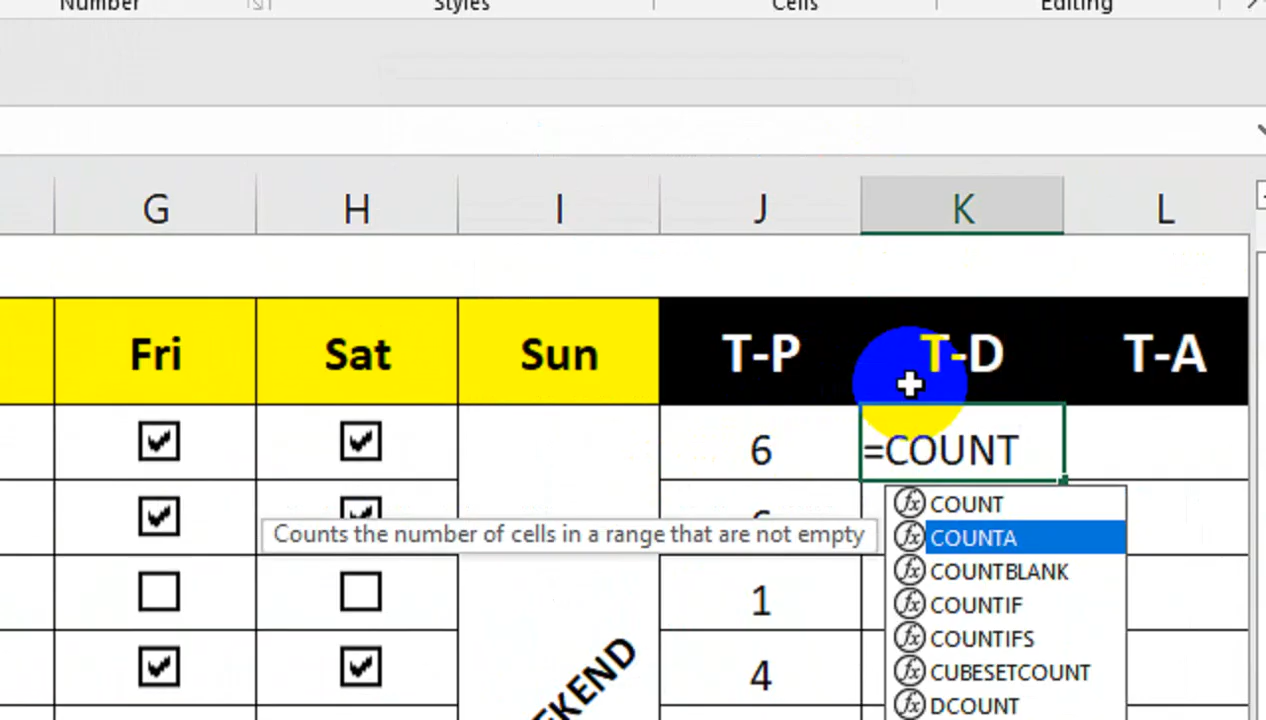 Number Styles Cells Editing
G H I J K L
Fri Sat Sun T-P T-D T-A
6 =COUNT
COUNT
Counts the number of cells in a range that are not empty COUNTA
COUNTBLANK
1 COUNTIF
COUNTIFS
4 CUBESETCOUNT
DCOUNT